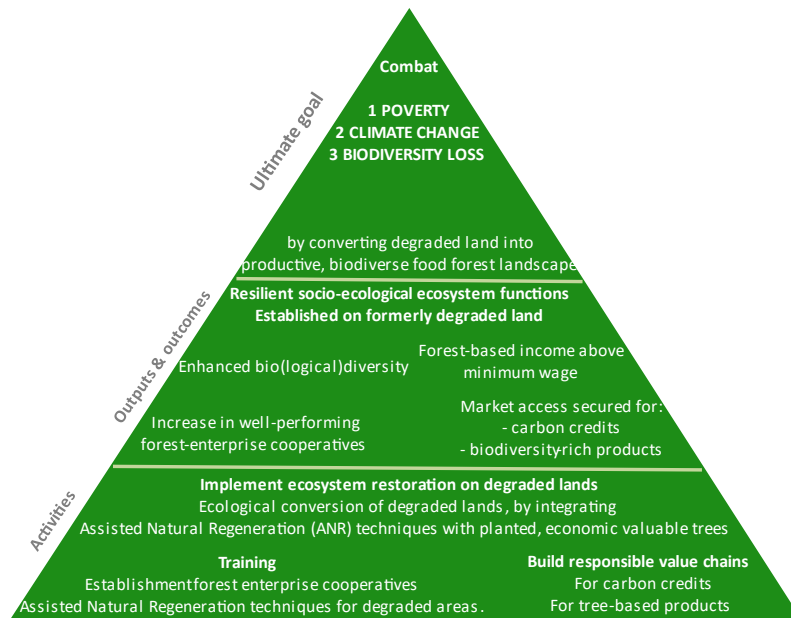 Ultimate goal
Combat
1 POVERTY
2 CLIMATE CHANGE
3 BIODIVERSITY LOSS
by converting degraded land into
productive, biodiverse food forest landscape
Outputs & outcomes
Resilient socio-ecological ecosystem functions
Established on formerly degraded land
Enhanced bio(logical)diversity
Forest-based income above
minimum wage
Increase in well-performing
forest-enterprise cooperatives
Market access secured for:
- carbon credits
- biodiversity-rich products
Activities
Implement ecosystem restoration on degraded lands
Ecological conversion of degraded lands, by integrating
Assisted Natural Regeneration (ANR) techniques with planted, economic valuable trees
Training
Establishmentforest enterprise cooperatives
Assisted Natural Regeneration techniques for degraded areas.
Build responsible value chains
For carbon credits
For tree-based products